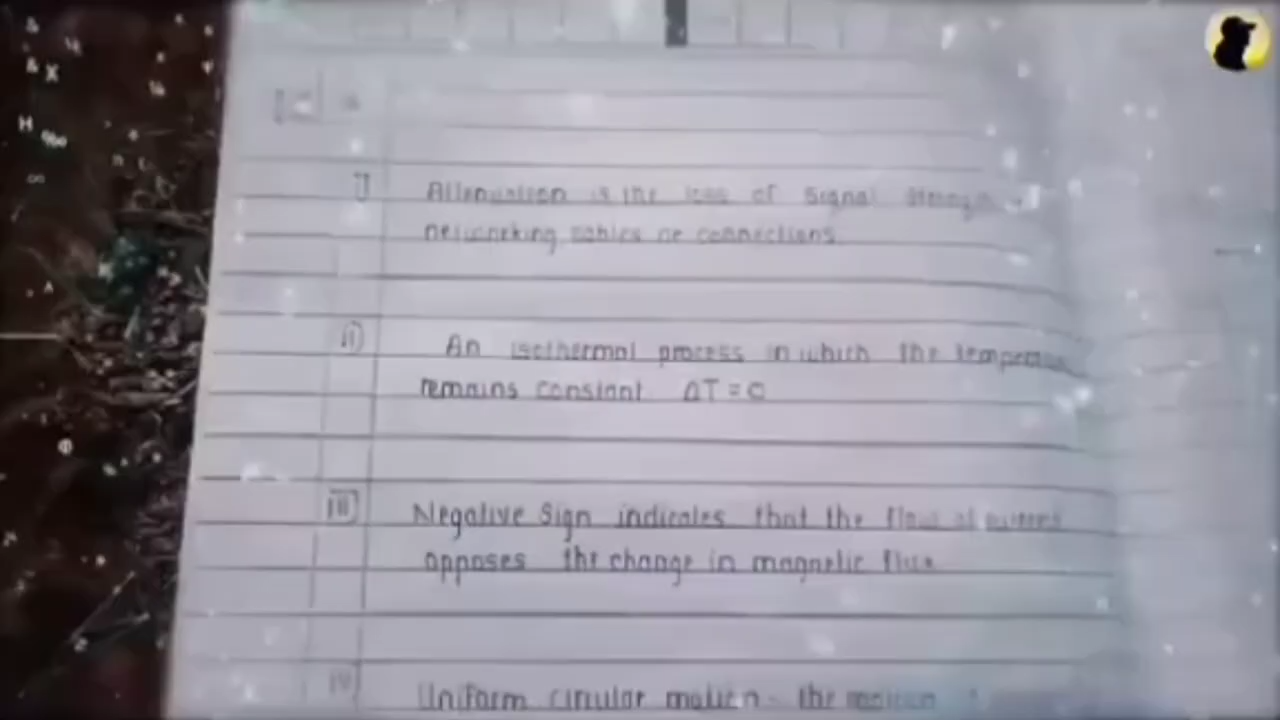 i)
Attenuation is the loss of signal
networking cables or connections.
ii)
An isothermal process in which the
remains constant ΔT = 0
iii)
Negative Sign indicates that the flow of
opposes the change in magnetic flux
iv)
Uniform circular motion - the motion